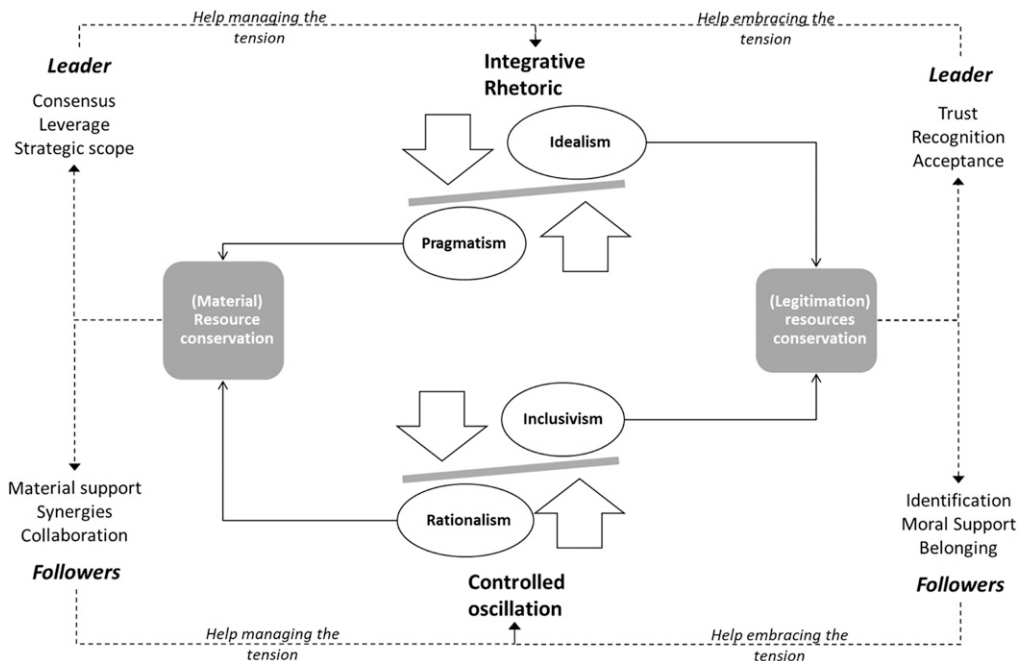 Help managing the
tension
Help embracing the
tension
Leader
Consensus
Leverage
Strategic scope
Integrative
Rhetoric
Leader
Trust
Recognition
Acceptance
Idealism
Pragmatism
(Material)
Resource
conservation
(Legitimation)
resources
conservation
Inclusivism
Rationalism
Material support
Synergies
Collaboration
Followers
Identification
Moral Support
Belonging
Followers
Controlled
oscillation
Help managing the
tension
Help embracing the
tension